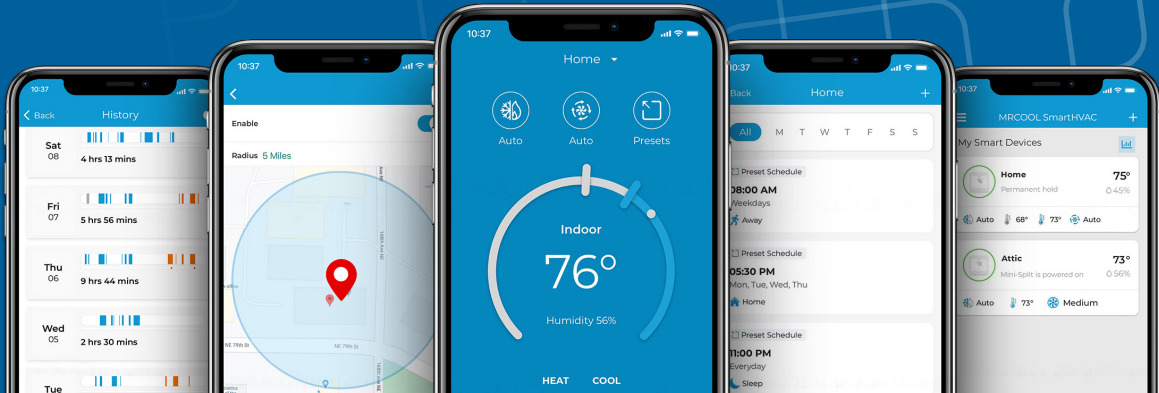 10:37
Back
History
Sat
08
4 hrs 13 mins
Fri
07
5 hrs 56 mins
Thu
06
9 hrs 44 mins
Wed
05
2 hrs 30 mins
Tue
10:37
Enable
Radius 5 Miles
NE 79th St
NE 79th St
10:37
Home
Auto
Auto
Presets
Indoor
76°
Humidity 56%
HEAT COOL
10:37
Back
Home
+
All M T W T F S S
Preset Schedule
08:00 AM
Weekdays
Away
Preset Schedule
05:30 PM
Mon, Tue, Wed, Thu
Home
Preset Schedule
11:00 PM
Everyday
Sleep
10:37
MRCOOL SmartHVAC
+
My Smart Devices
Home
75°
Permanent hold
45%
Auto 68° 73° Auto
Attic
73°
Mini-Split is powered on
56%
Auto 73° Medium